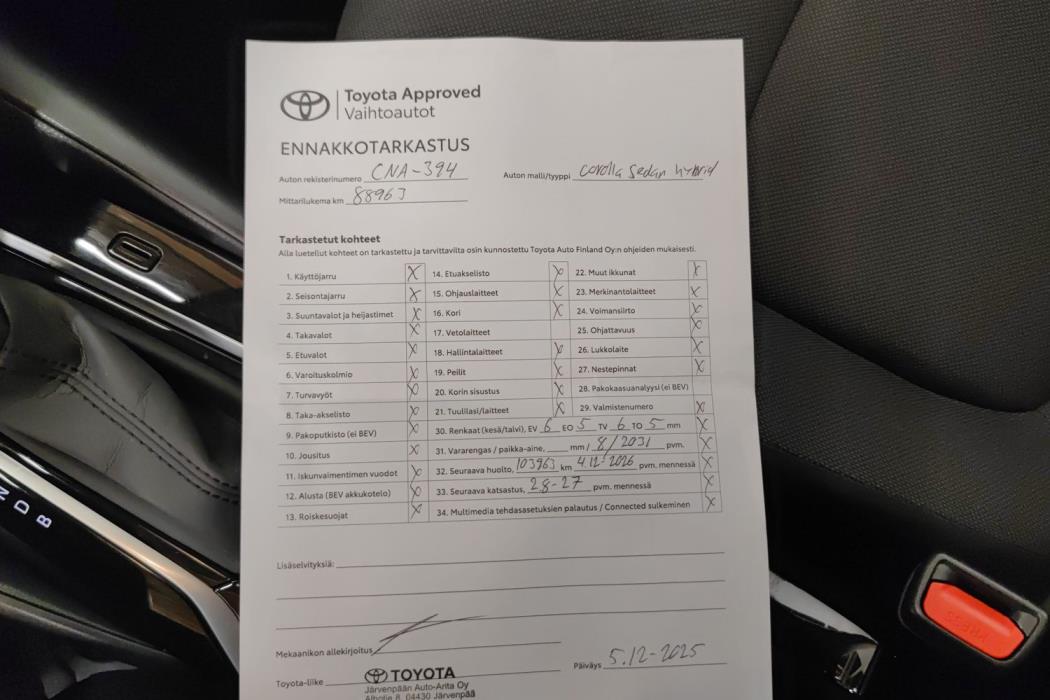 Toyota Approved
Vaihtoautot
ENNAKKOTARKASTUS
Auton rekisterinumero CNA-394 Auton malli/tyyppi Corolla Sedan hybrid
Mittarilukema km 88963
Tarkastetut kohteet
Alla luetellut kohteet on tarkastettu ja tarvittavilta osin kunnostettu Toyota Auto Finland Oy:n ohjeiden mukaisesti.
1. Käyttöjarru X 14. Etuakselisto X 22. Muut ikkunat X
2. Seisontajarru X 15. Ohjauslaitteet X 23. Merkinantolaitteet X
3. Suuntavalot ja heijastimet X 16. Kori X 24. Voimansiirto X
4. Takavalot X 17. Vetolaitteet 25. Ohjattavuus X
5. Etuvalot X 18. Hallintalaitteet X 26. Lukkolaite X
6. Varoituskolmio X 19. Peilit X 27. Nestepinnat X
7. Turvavyöt X 20. Korin sisustus X 28. Pakokaasuanalyysi (ei BEV)
8. Taka-akselisto X 21. Tuulilasi/laitteet X 29. Valmistenumero X
9. Pakoputkisto (ei BEV) X 30. Renkaat (kesä/talvi), EV 6 EO 5 TV 6 TO 5 mm X
10. Jousitus X 31. Vararengas / paikka-aine, mm / 8/2031 pvm. X
11. Iskunvaimentimen vuodot X 32. Seuraava huolto, 103963 km 4.12-2026 pvm. mennessä X
12. Alusta (BEV akkukotelo) X 33. Seuraava katsastus, 2.8-27 pvm. mennessä X
13. Roiskesuojat X 34. Multimedia tehdasasetuksien palautus / Connected sulkeminen X
Lisäselvityksiä:
Mekaanikon allekirjoitus
Toyota-liike TOYOTA Päiväys 5.12-2025
Järvenpään Auto-Arita Oy
8, 04430 Järvenpää
N
D
B
PRESS